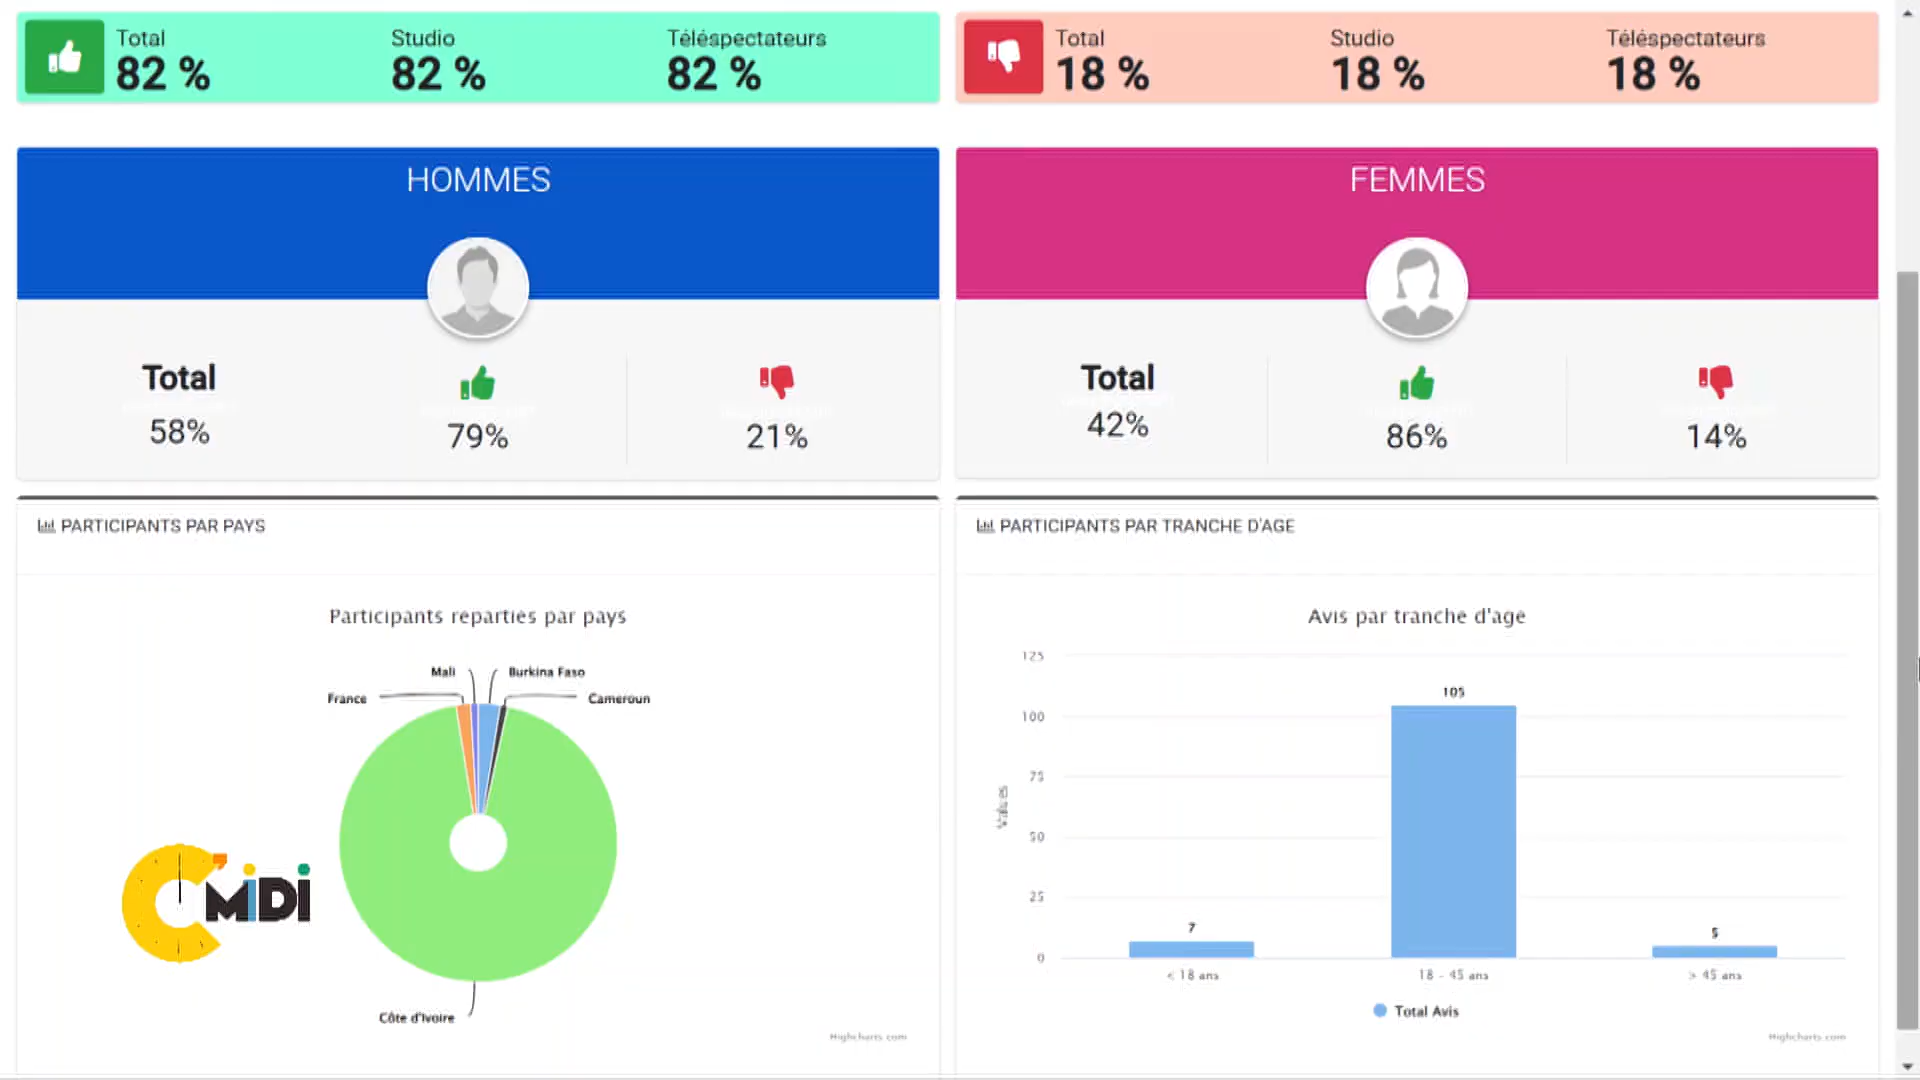 Total
82 %
Studio
82 %
Téléspectateurs
82 %
Total
18 %
Studio
18 %
Téléspectateurs
18 %
HOMMES
Total
58%
79%
21%
FEMMES
Total
42%
86%
14%
PARTICIPANTS PAR PAYS
Participants reparties par pays
Mali
Burkina Faso
France
Cameroun
Côte d'Ivoire
C'MiDi
Highcharts.com
PARTICIPANTS PAR TRANCHE D'AGE
Avis par tranche d'age
125
100
75
50
25
0
Values
105
7
5
< 18 ans
18 - 45 ans
> 45 ans
Total Avis
Highcharts.com